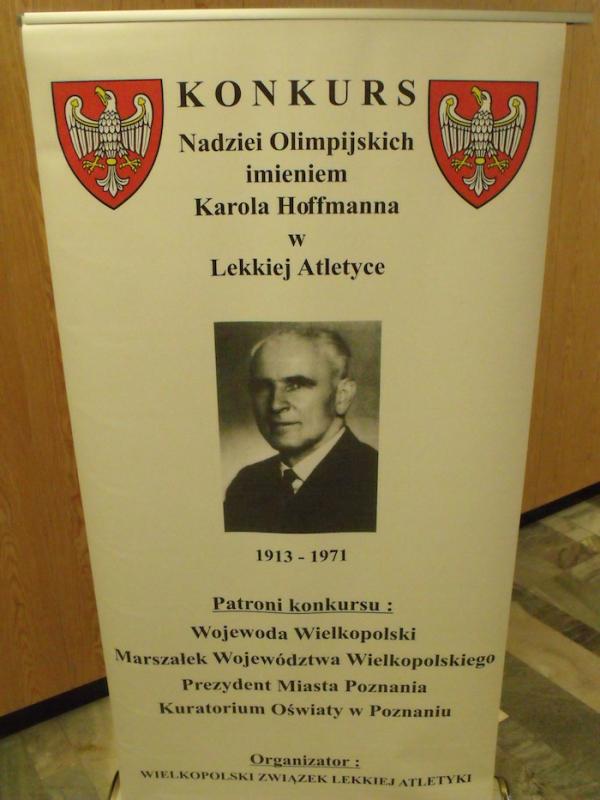 KONKURS
Nadziei Olimpijskich
imieniem
Karola Hoffmanna
w
Lekkiej Atletyce
1913 - 1971
Patroni konkursu :
Wojewoda Wielkopolski
Marszałek Województwa Wielkopolskiego
Prezydent Miasta Poznania
Kuratorium Oświaty w Poznaniu
Organizator :
WIELKOPOLSKI ZWIĄZEK LEKKIEJ ATLETYKI